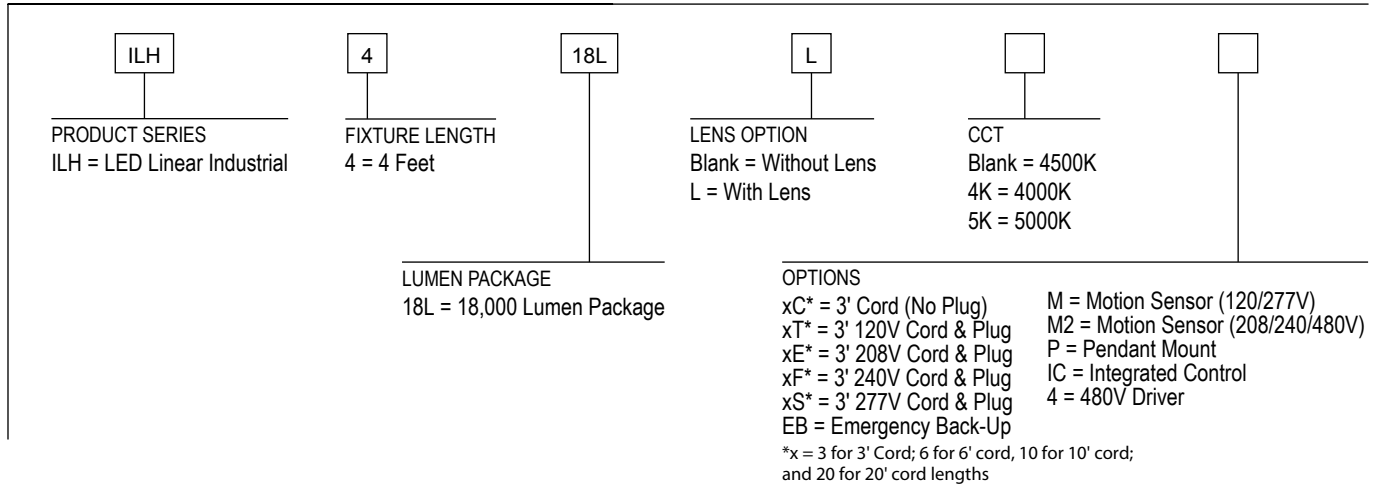 ILH
4
18L
L
PRODUCT SERIES
ILH = LED Linear Industrial
FIXTURE LENGTH
4 = 4 Feet
LENS OPTION
Blank = Without Lens
L = With Lens
CCT
Blank = 4500K
4K = 4000K
5K = 5000K
LUMEN PACKAGE
18L = 18,000 Lumen Package
OPTIONS
xC* = 3' Cord (No Plug)
xT* = 3' 120V Cord & Plug
xE* = 3' 208V Cord & Plug
xF* = 3' 240V Cord & Plug
xS* = 3' 277V Cord & Plug
EB = Emergency Back-Up
M = Motion Sensor (120/277V)
M2 = Motion Sensor (208/240/480V)
P = Pendant Mount
IC = Integrated Control
4 = 480V Driver
*x = 3 for 3' Cord; 6 for 6' cord, 10 for 10' cord;
and 20 for 20' cord lengths